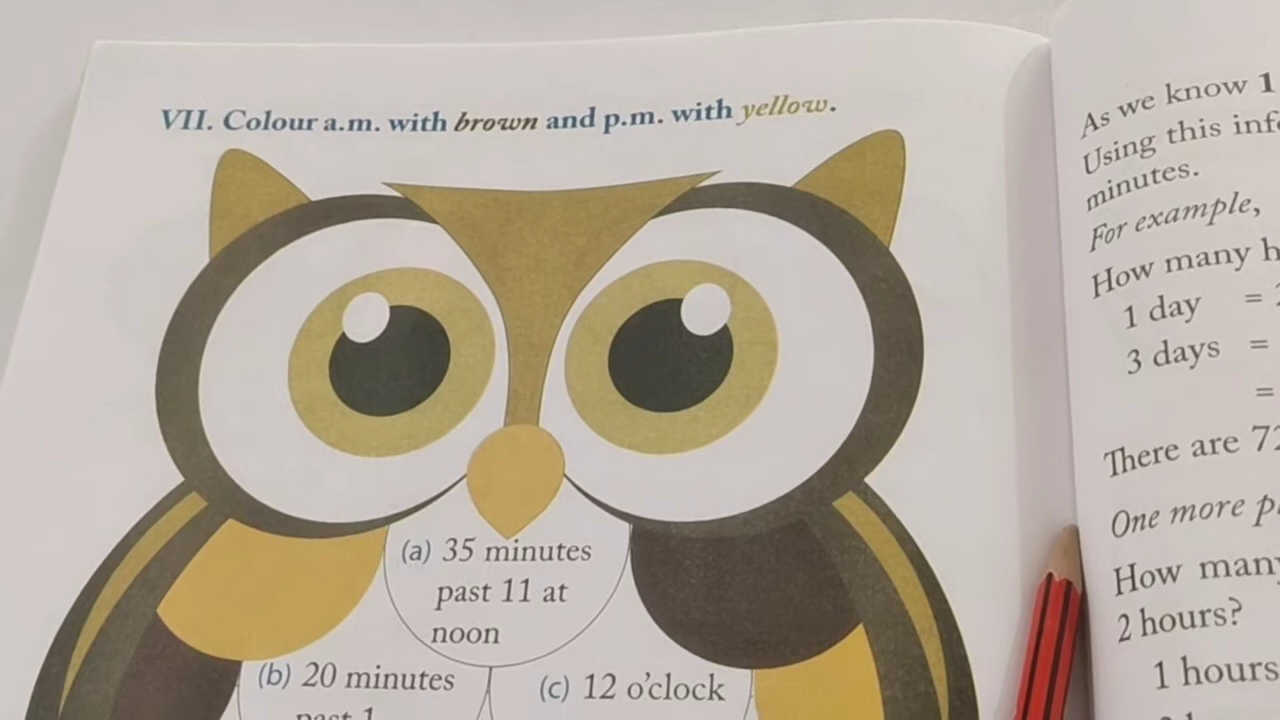 VII. Colour a.m. with brown and p.m. with yellow.
(a) 35 minutes
past 11 at
noon
(b) 20 minutes
past 1
(c) 12 o'clock
As we know 1
Using this
minutes.
For example,
How many
1 day =
3 days =
=
There are
One more
How many
2 hours?
1 hours